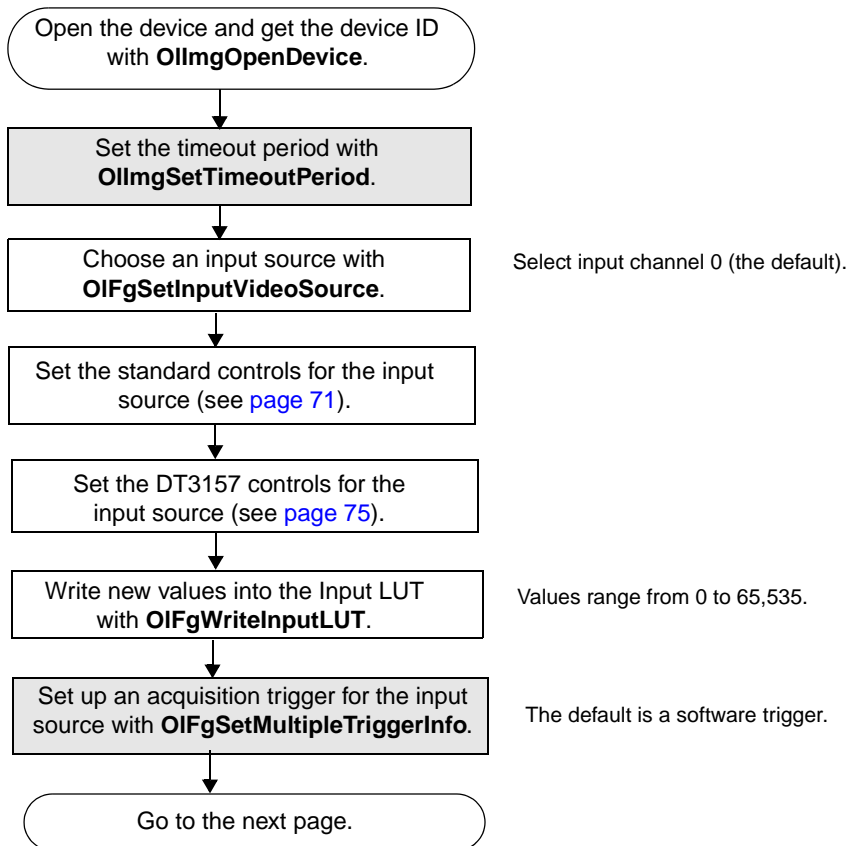 Open the device and get the device ID
with OlImgOpenDevice.
Set the timeout period with
OlImgSetTimeoutPeriod.
Choose an input source with
OlFgSetInputVideoSource.
Select input channel 0 (the default).
Set the standard controls for the input
source (see page 71).
Set the DT3157 controls for the
input source (see page 75).
Write new values into the Input LUT
with OlFgWriteInputLUT.
Values range from 0 to 65,535.
Set up an acquisition trigger for the input
source with OlFgSetMultipleTriggerInfo.
The default is a software trigger.
Go to the next page.